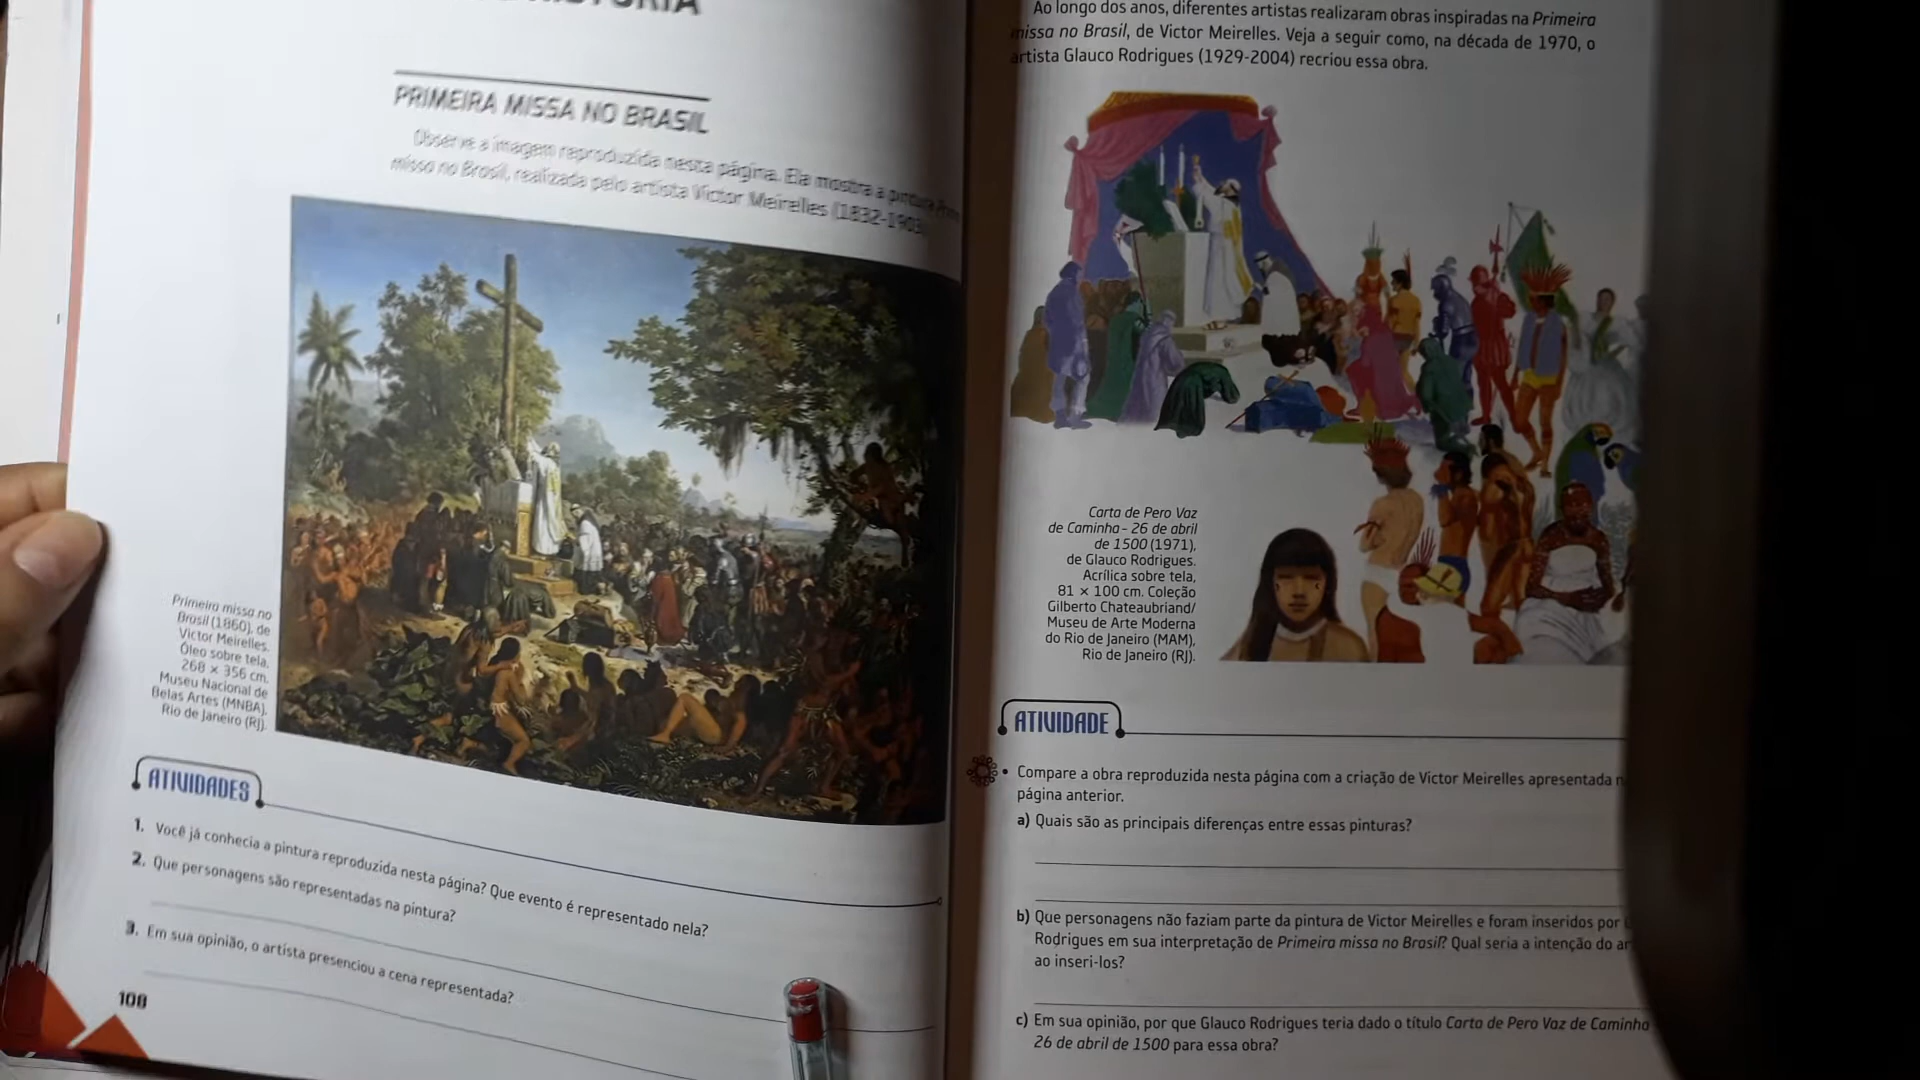 PRIMEIRA MISSA NO BRASIL
Observe a imagem reproduzida nesta página. Ela mostra a pintura
missa no Brasil, realizada pelo artista Victor Meirelles (1832-1903
Primeira missa no
Brasil (1860), de
Victor Meirelles.
Óleo sobre tela,
268 × 356 cm.
Museu Nacional de
Belas Artes (MNBA),
Rio de Janeiro (RJ).
ATIVIDADES
1. Você já conhecia a pintura reproduzida nesta página? Que evento é representado nela?
2. Que personagens são representadas na pintura?
3. Em sua opinião, o artista presenciou a cena representada?
108
Ao longo dos anos, diferentes artistas realizaram obras inspiradas na Primeira
missa no Brasil, de Victor Meirelles. Veja a seguir como, na década de 1970, o
artista Glauco Rodrigues (1929-2004) recriou essa obra.
Carta de Pero Vaz
de Caminha - 26 de abril
de 1500 (1971),
de Glauco Rodrigues.
Acrílica sobre tela,
81 × 100 cm. Coleção
Gilberto Chateaubriand/
Museu de Arte Moderna
do Rio de Janeiro (MAM),
Rio de Janeiro (RJ).
ATIVIDADE
• Compare a obra reproduzida nesta página com a criação de Victor Meirelles apresentada
página anterior.
a) Quais são as principais diferenças entre essas pinturas?
b) Que personagens não faziam parte da pintura de Victor Meirelles e foram inseridos por
Rodrigues em sua interpretação de Primeira missa no Brasil? Qual seria a intenção do
ao inseri-los?
c) Em sua opinião, por que Glauco Rodrigues teria dado o título Carta de Pero Vaz de Caminha
26 de abril de 1500 para essa obra?